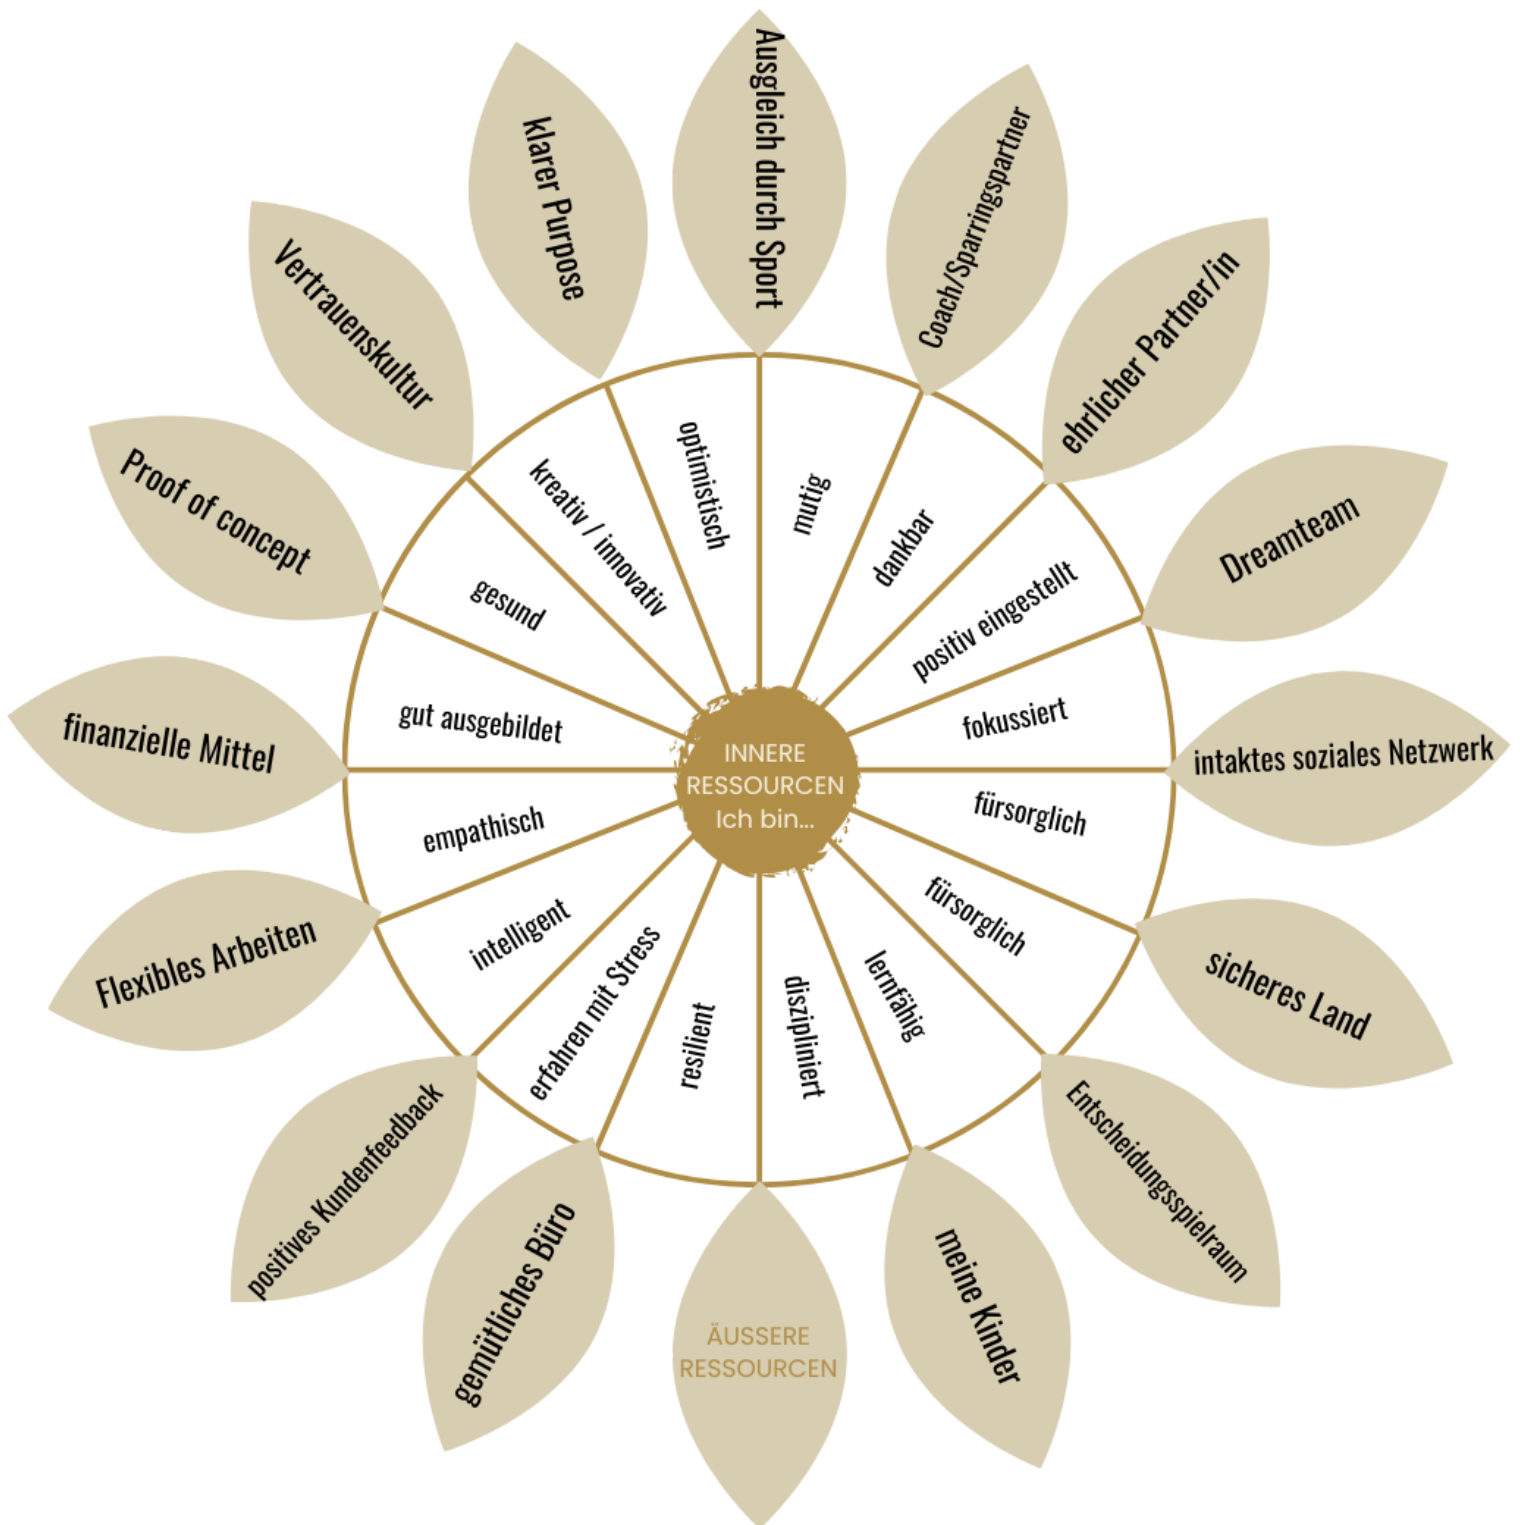 Ausgleich durch Sport
Coach/Sparringspartner
ehrlicher Partner/in
Dreamteam
intaktes soziales Netzwerk
sicheres Land
Entscheidungsspielraum
meine Kinder
ÄUSSERE
RESSOURCEN
gemütliches Büro
positives Kundenfeedback
Flexibles Arbeiten
finanzielle Mittel
Proof of concept
Vertrauenskultur
klarer Purpose
mutig
dankbar
positiv eingestellt
fokussiert
fürsorglich
fürsorglich
lernfähig
diszipliniert
resilient
erfahren mit Stress
intelligent
empathisch
gut ausgebildet
gesund
kreativ / innovativ
optimistisch
INNERE
RESSOURCEN
Ich bin...